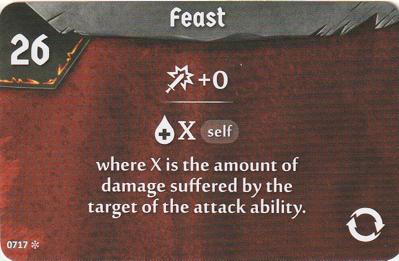 Feast
26
+0
X self
where X is the amount of
damage suffered by the
target of the attack ability.
0717